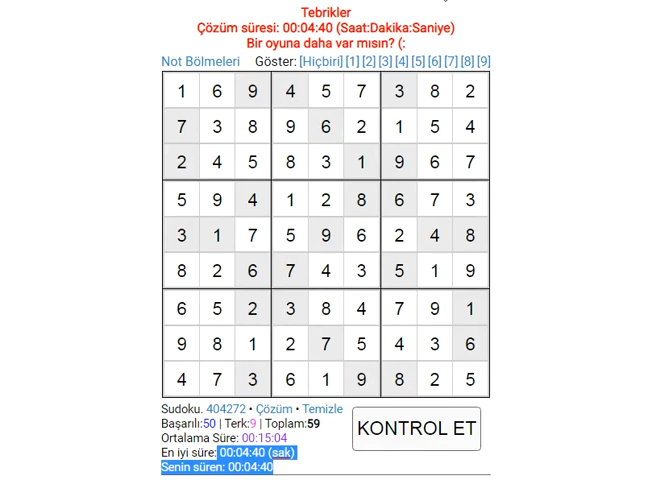 Tebrikler
Çözüm süresi: 00:04:40 (Saat:Dakika:Saniye)
Bir oyuna daha var mısın? (:
Not Bölmeleri Göster: [Hiçbiri] [1] [2] [3] [4] [5] [6] [7] [8] [9]
1 6 9 4 5 7 3 8 2
7 3 8 9 6 2 1 5 4
2 4 5 8 3 1 9 6 7
5 9 4 1 2 8 6 7 3
3 1 7 5 9 6 2 4 8
8 2 6 7 4 3 5 1 9
6 5 2 3 8 4 7 9 1
9 8 1 2 7 5 4 3 6
4 7 3 6 1 9 8 2 5
Sudoku. 404272 • Çözüm • Temizle
Başarılı:50 | Terk:9 | Toplam:59
Ortalama Süre: 00:15:04
En iyi süre: 00:04:40 (sak)
Senin süren: 00:04:40
KONTROL ET